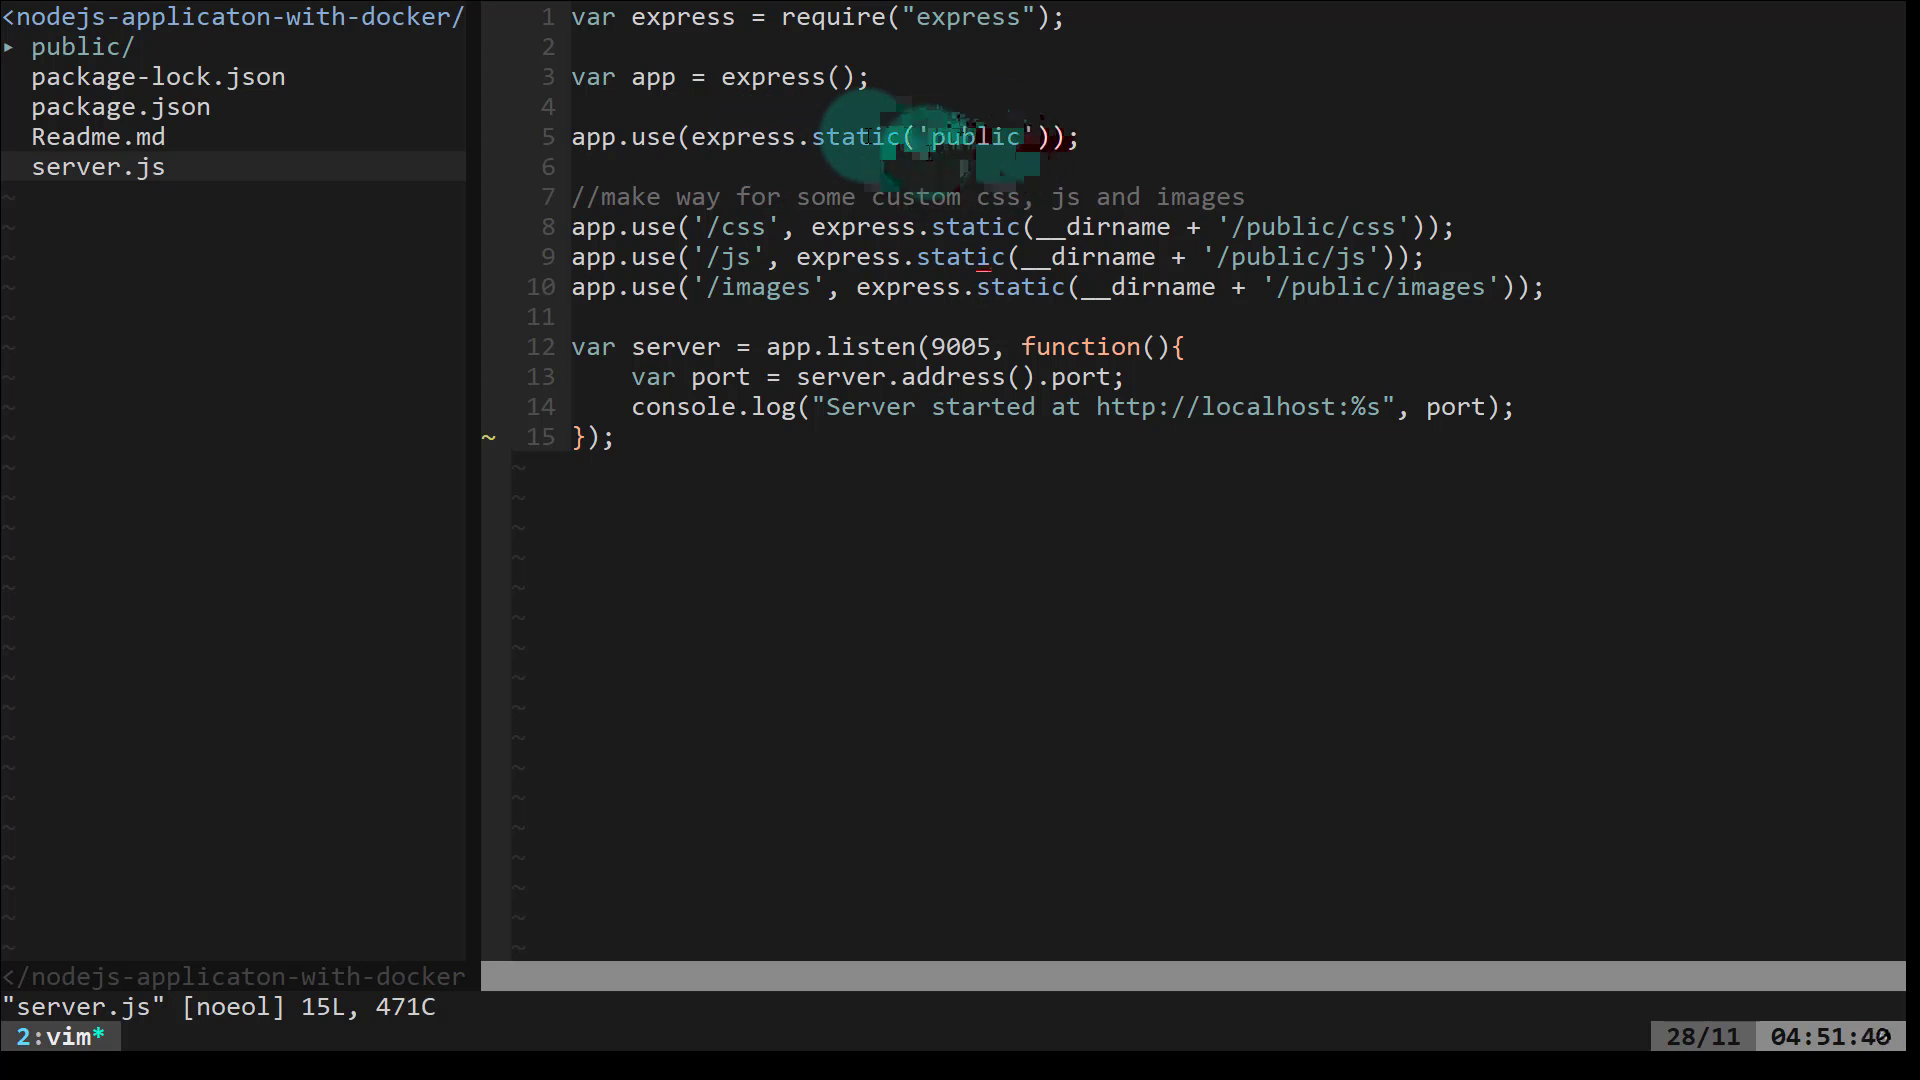 <nodejs-applicaton-with-docker/
▸ public/
package-lock.json
package.json
Readme.md
server.js
</nodejs-applicaton-with-docker
1 var express = require("express");
2
3 var app = express();
4
5 app.use(express.static('public'));
6
7 //make way for some custom css, js and images
8 app.use('/css', express.static(__dirname + '/public/css'));
9 app.use('/js', express.static(__dirname + '/public/js'));
10 app.use('/images', express.static(__dirname + '/public/images'));
11
12 var server = app.listen(9005, function(){
13     var port = server.address().port;
14     console.log("Server started at http://localhost:%s", port);
~ 15 });
"server.js" [noeol] 15L, 471C
2:vim* 28/11 04:51:40